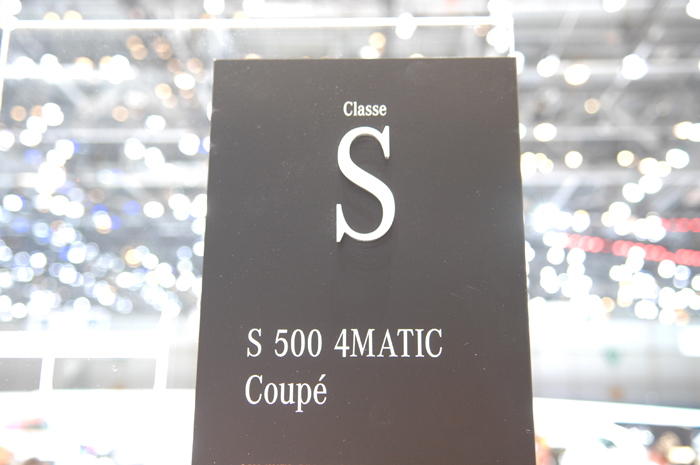 Classe
S
S 500 4MATIC
Coupé